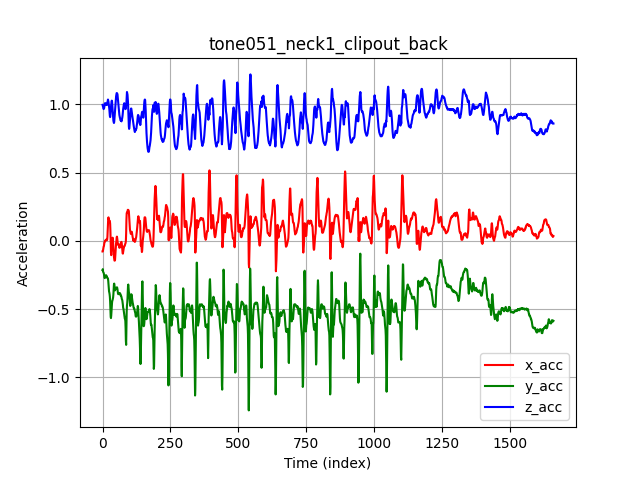 tone051_neck1_clipout_back
1.0
0.5
0.0
−0.5
−1.0
Acceleration
0 250 500 750 1000 1250 1500
Time (index)
x_acc
y_acc
z_acc